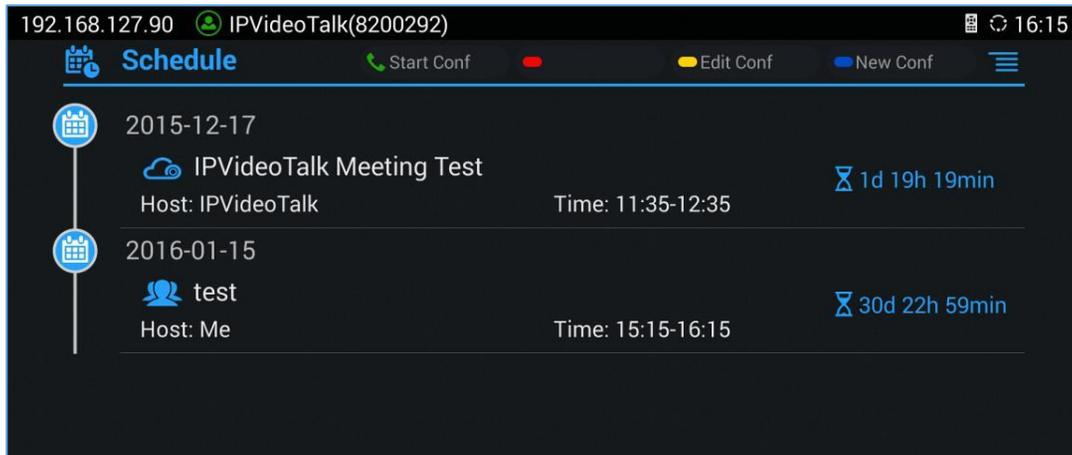 192.168.127.90 IPVideoTalk(8200292) 16:15
Schedule Start Conf Edit Conf New Conf
2015-12-17
IPVideoTalk Meeting Test
1d 19h 19min
Host: IPVideoTalk Time: 11:35-12:35
2016-01-15
test
30d 22h 59min
Host: Me Time: 15:15-16:15